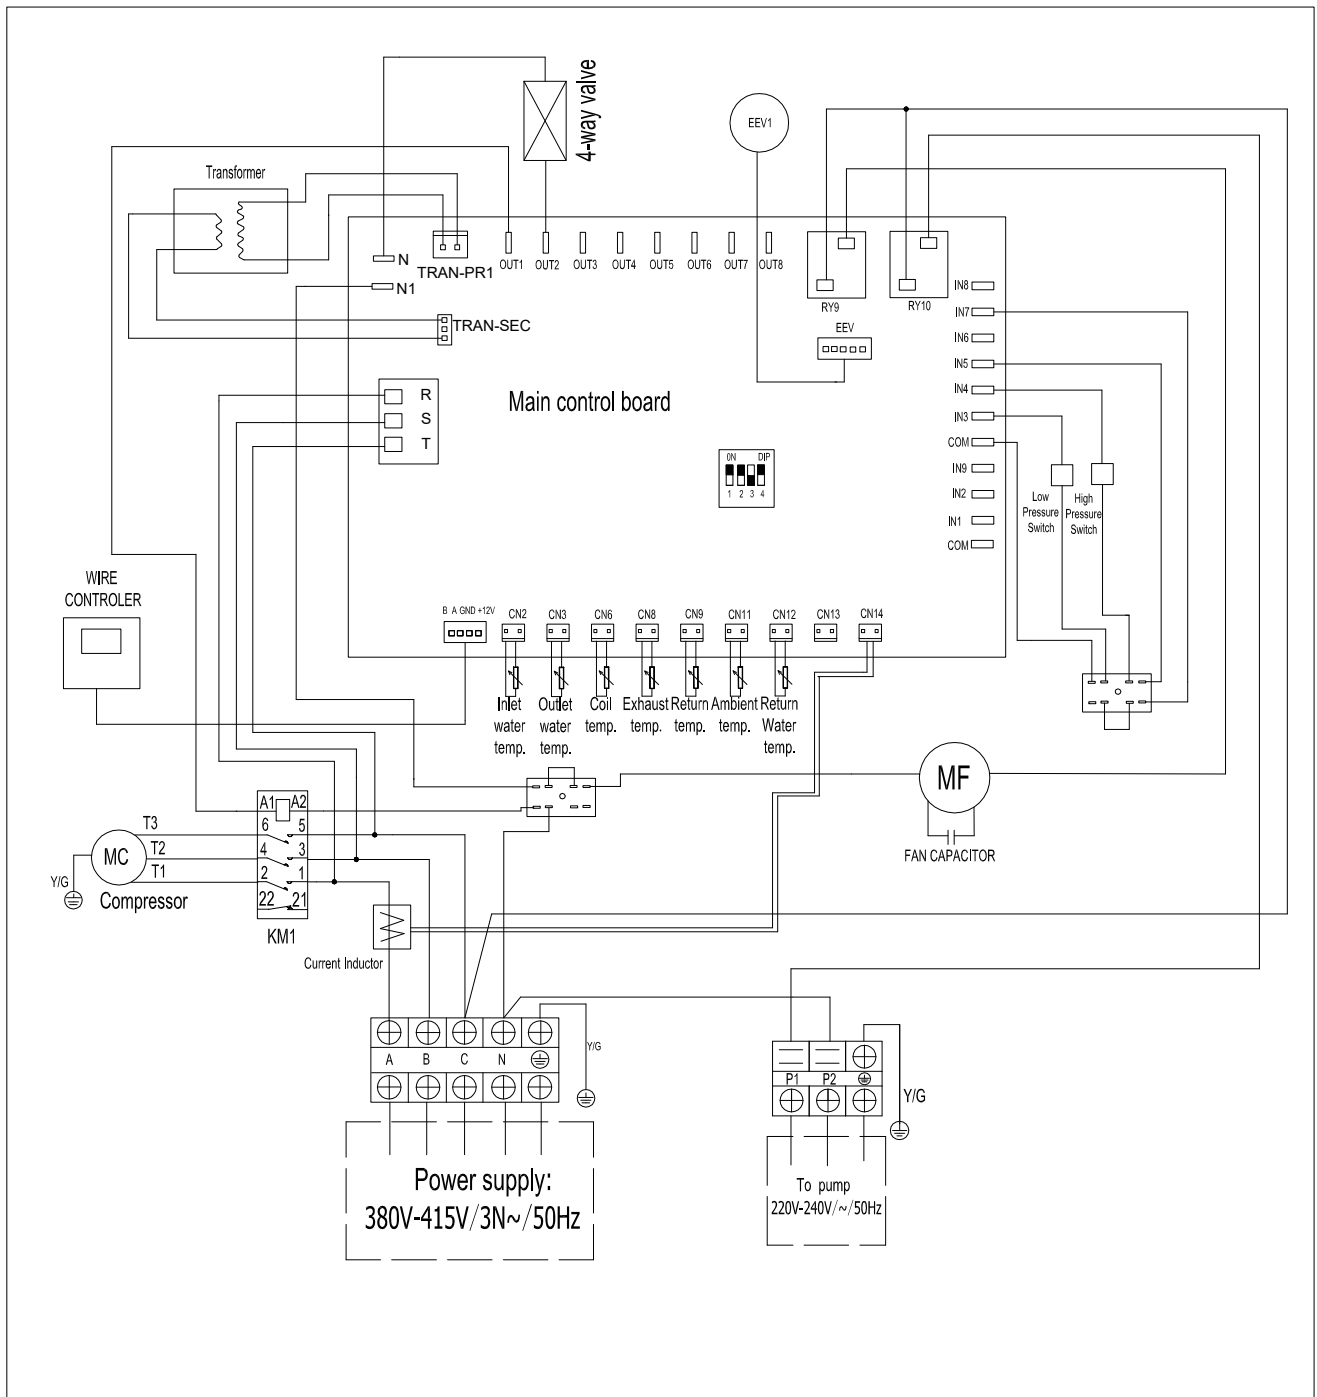 4-way valve
EEV1
Transformer
N
TRAN-PR1
N1
OUT1
OUT2
OUT3
OUT4
OUT5
OUT6
OUT7
OUT8
RY9
RY10
IN8
IN7
IN6
IN5
IN4
IN3
COM
IN9
IN2
IN1
COM
TRAN-SEC
EEV
R
S
T
Main control board
ON DIP
1 2 3 4
Low
Pressure
Switch
High
Pressure
Switch
WIRE
CONTROLER
B A GND +12V
CN2
CN3
CN6
CN8
CN9
CN11
CN12
CN13
CN14
Inlet
water
temp.
Outlet
water
temp.
Coil
temp.
Exhaust
temp.
Return
temp.
Ambient
temp.
Return
Water
temp.
MF
FAN CAPACITOR
A1 A2
6 5
4 3
2 1
22 21
KM1
T3
T2
T1
MC
Y/G
Compressor
Current Inductor
A B C N
Y/G
P1 P2
Y/G
Power supply:
380V-415V/3N~/50Hz
To pump
220V-240V/~/50Hz